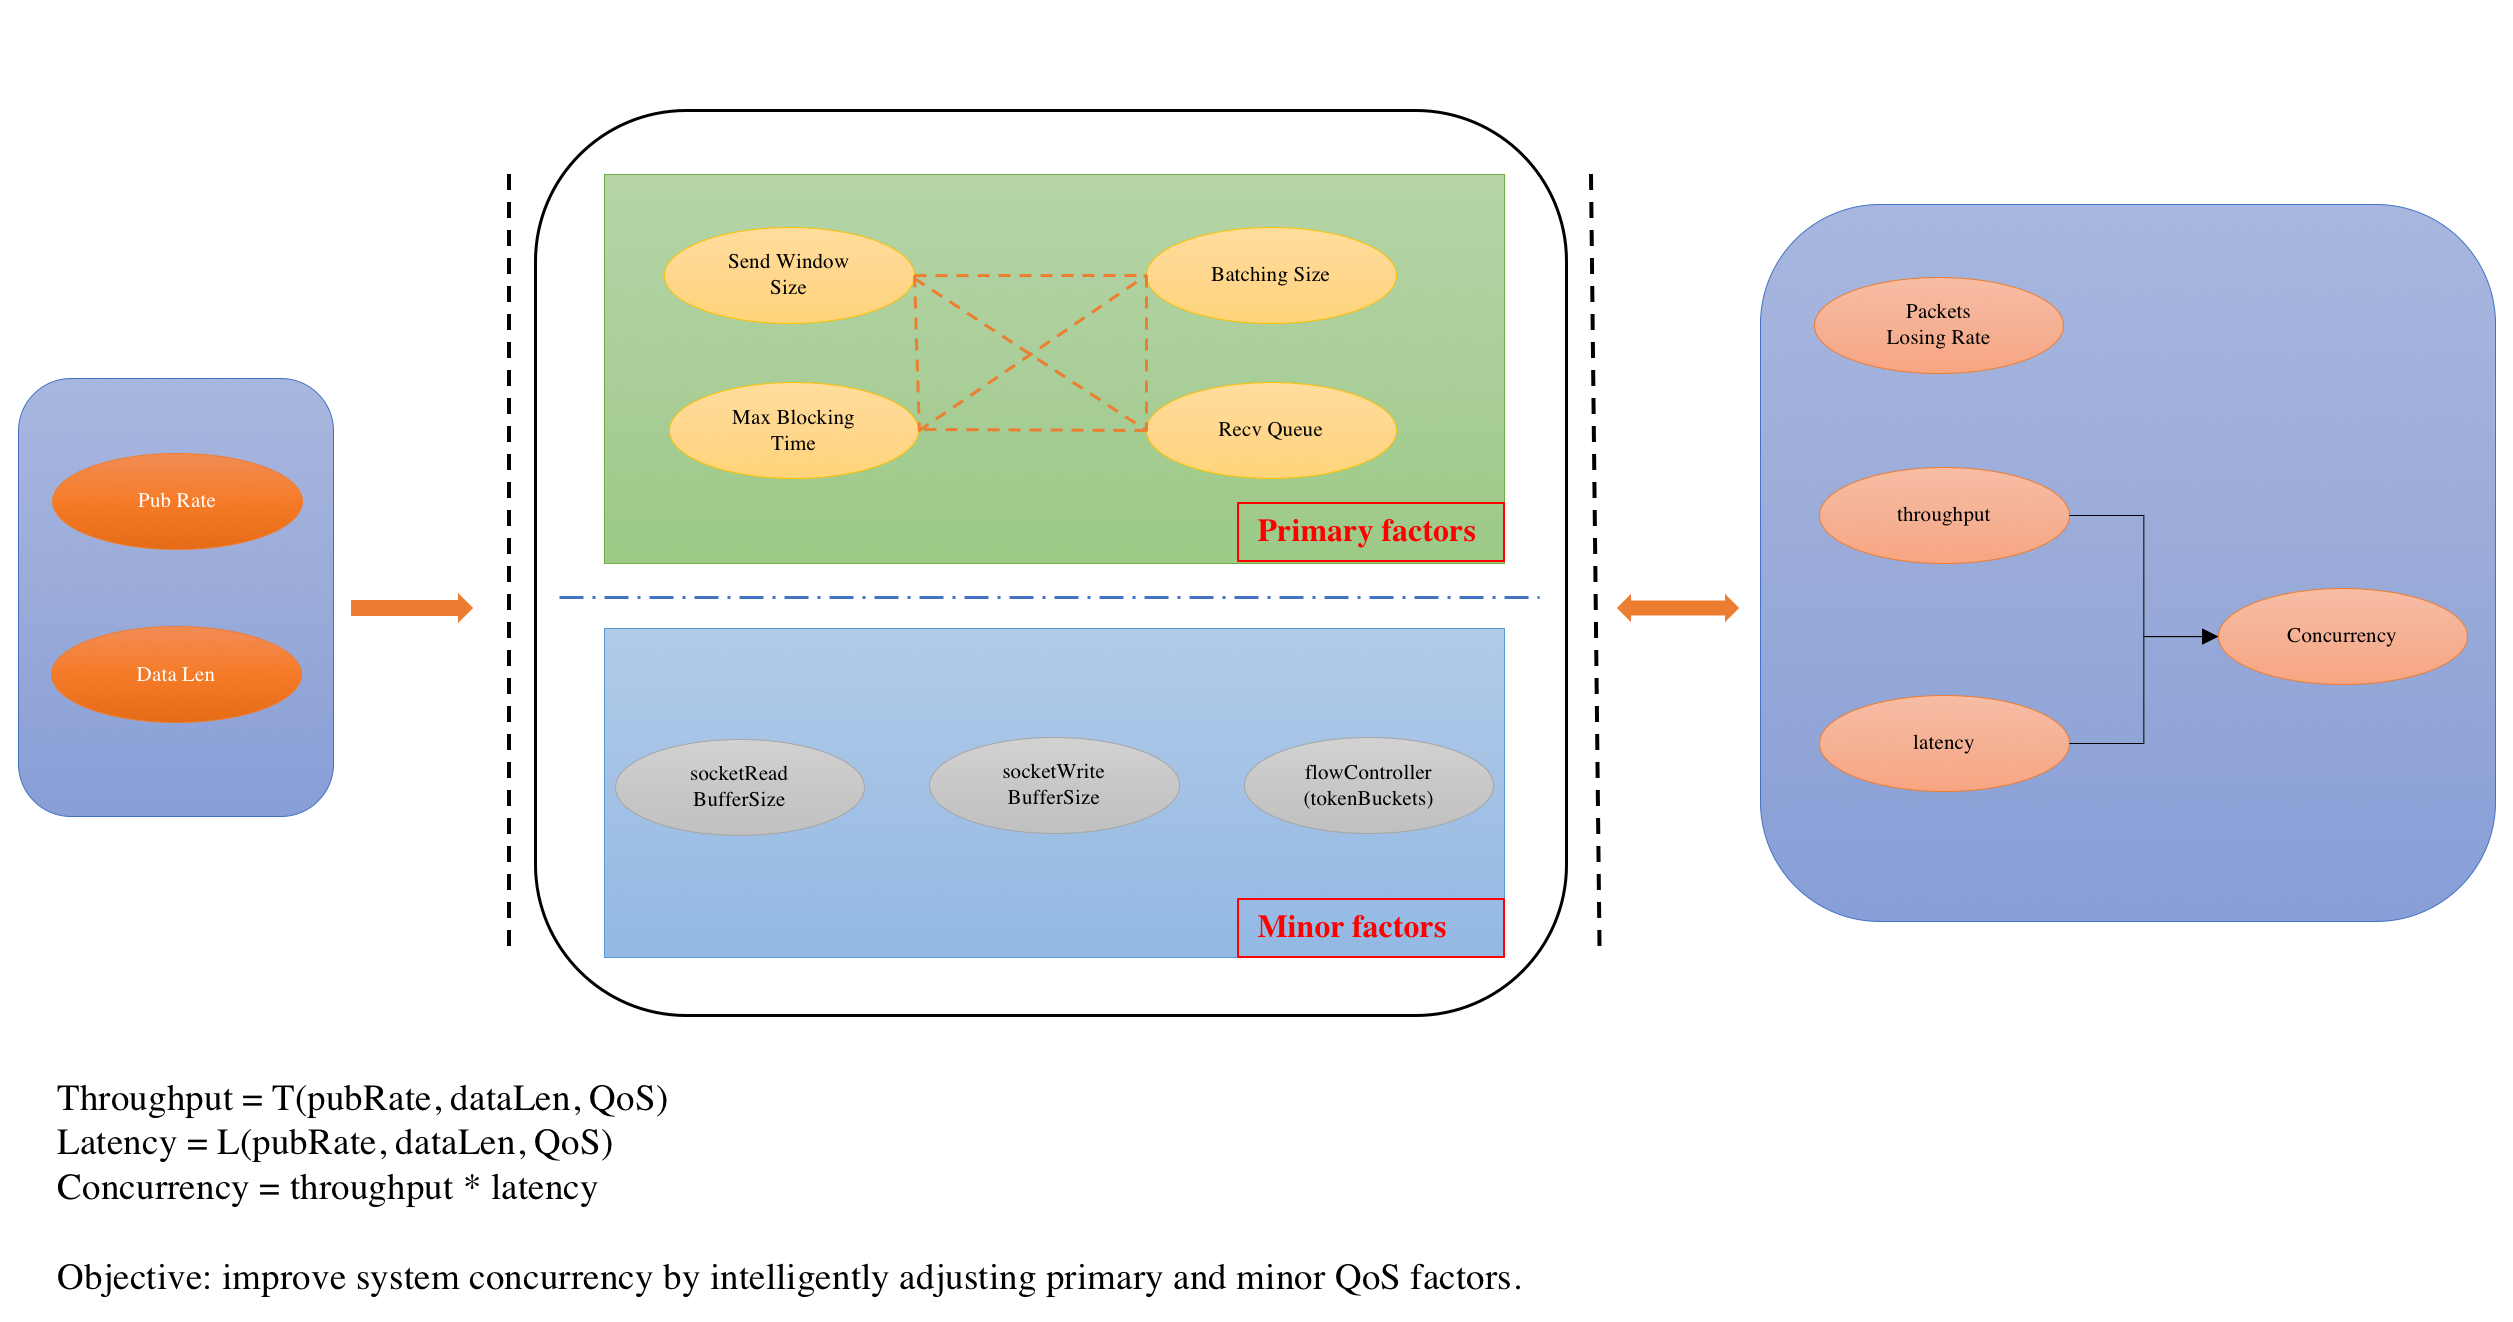 Pub Rate
Data Len
Send Window
Size
Batching Size
Max Blocking
Time
Recv Queue
Primary factors
socketRead
BufferSize
socketWrite
BufferSize
flowController
(tokenBuckets)
Minor factors
Packets
Losing Rate
throughput
latency
Concurrency
Throughput = T(pubRate, dataLen, QoS)
Latency = L(pubRate, dataLen, QoS)
Concurrency = throughput * latency
Objective: improve system concurrency by intelligently adjusting primary and minor QoS factors.